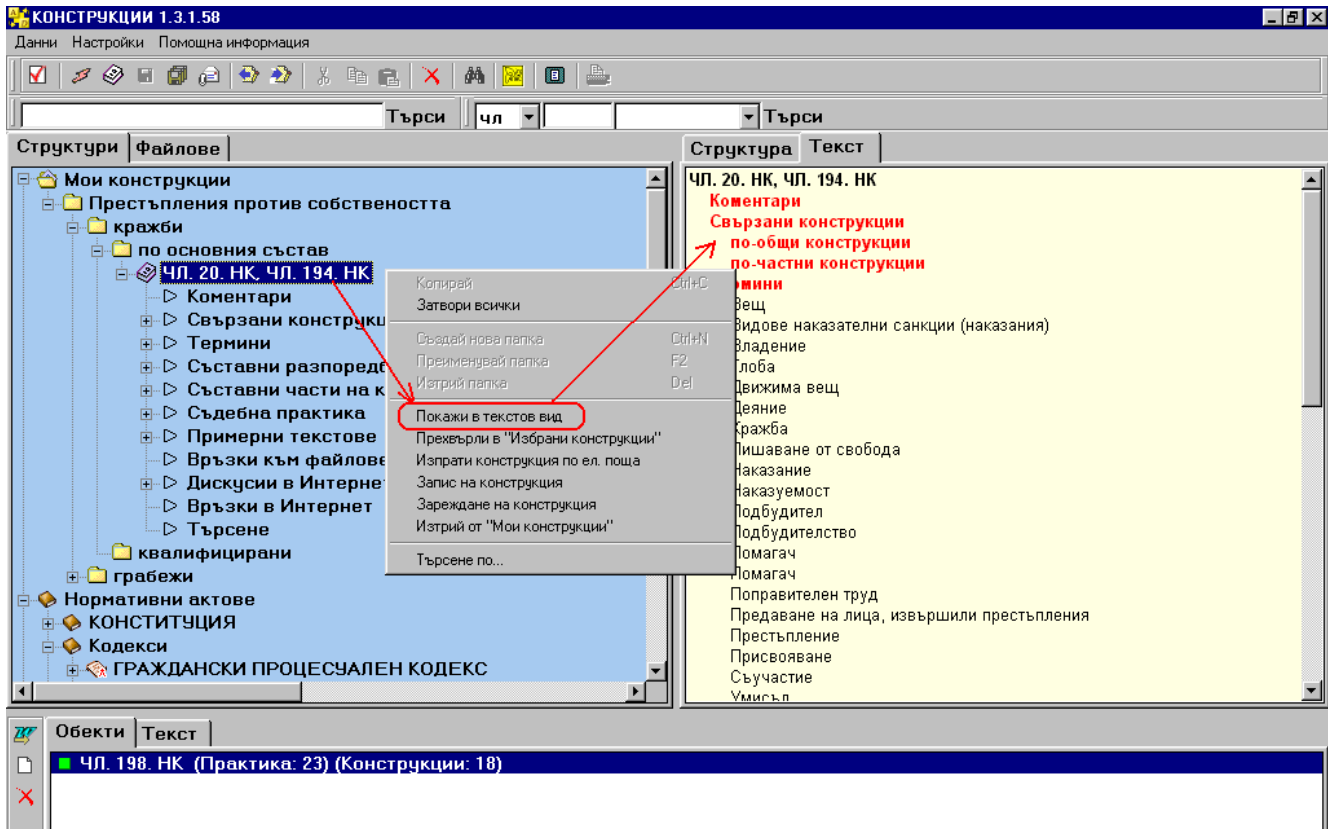 КОНСТРУКЦИИ 1.3.1.58
Данни Настройки Помощна информация
Търси чл Търси
Структури Файлове
Мои конструкции
Престъпления против собствеността
кражби
по основния състав
ЧЛ. 20. НК, ЧЛ. 194. НК
Коментари
Свързани конструкц
Термини
Съставни разпоредб
Съставни части на к
Съдебна практика
Примерни текстове
Връзки към файлове
Дискусии в Интерне
Връзки в Интернет
Търсене
квалифицирани
грабежи
Нормативни актове
КОНСТИТУЦИЯ
Кодекси
ГРАЖДАНСКИ ПРОЦЕСУАЛЕН КОДЕКС
Копирай Ctrl+C
Затвори всички
Създай нова папка Ctrl+N
Преименувай папка F2
Изтрий папка Del
Покажи в текстов вид
Прехвърли в "Избрани конструкции"
Изпрати конструкция по ел. поща
Запис на конструкция
Зареждане на конструкция
Изтрий от "Мои конструкции"
Търсене по...
Структура Текст
ЧЛ. 20. НК, ЧЛ. 194. НК
Коментари
Свързани конструкции
по-общи конструкции
по-частни конструкции
мини
Вещ
Видове наказателни санкции (наказания)
Владение
Глоба
Движима вещ
Деяние
Кражба
Лишаване от свобода
Наказание
Наказуемост
Подбудител
Подбудителство
Помагач
Помагач
Поправителен труд
Предаване на лица, извършили престъпления
Престъпление
Присвояване
Съучастие
Умисъл
Обекти Текст
ЧЛ. 198. НК (Практика: 23) (Конструкции: 18)